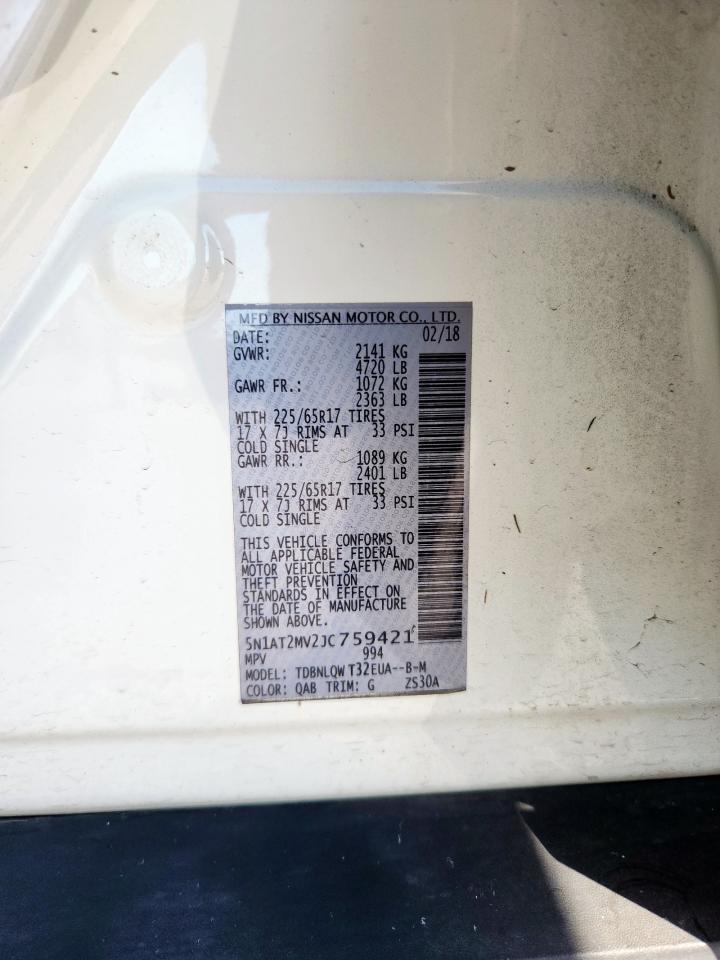 MFD BY NISSAN MOTOR CO., LTD.
DATE: 02/18
GVWR: 2141 KG
4720 LB
GAWR FR.: 1072 KG
2363 LB
WITH 225/65R17 TIRES
17 X 7J RIMS AT 33 PSI
COLD SINGLE
GAWR RR.: 1089 KG
2401 LB
WITH 225/65R17 TIRES
17 X 7J RIMS AT 33 PSI
COLD SINGLE
THIS VEHICLE CONFORMS TO
ALL APPLICABLE FEDERAL
MOTOR VEHICLE SAFETY AND
THEFT PREVENTION
STANDARDS IN EFFECT ON
THE DATE OF MANUFACTURE
SHOWN ABOVE.
5N1AT2MV2JC759421
MPV 994
MODEL: TDBNLQW T32EUA--B-M
COLOR: QAB TRIM: G ZS30A